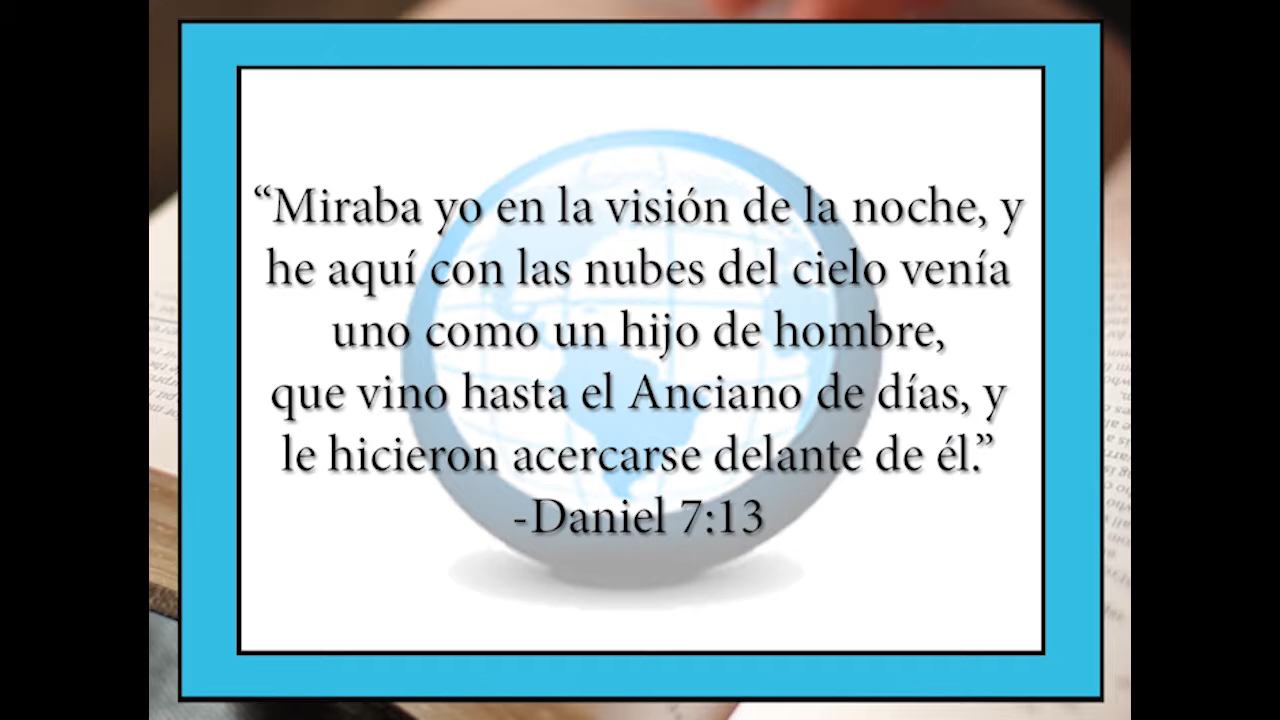 “Miraba yo en la visión de la noche, y
he aquí con las nubes del cielo venía
uno como un hijo de hombre,
que vino hasta el Anciano de días, y
le hicieron acercarse delante de él.”
-Daniel 7:13